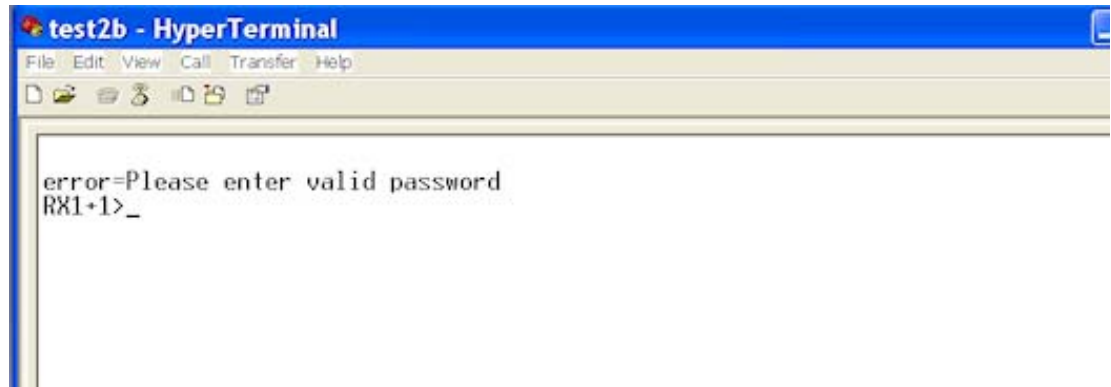 test2b - HyperTerminal
File Edit View Call Transfer Help
error=Please enter valid password
RX1+1>_